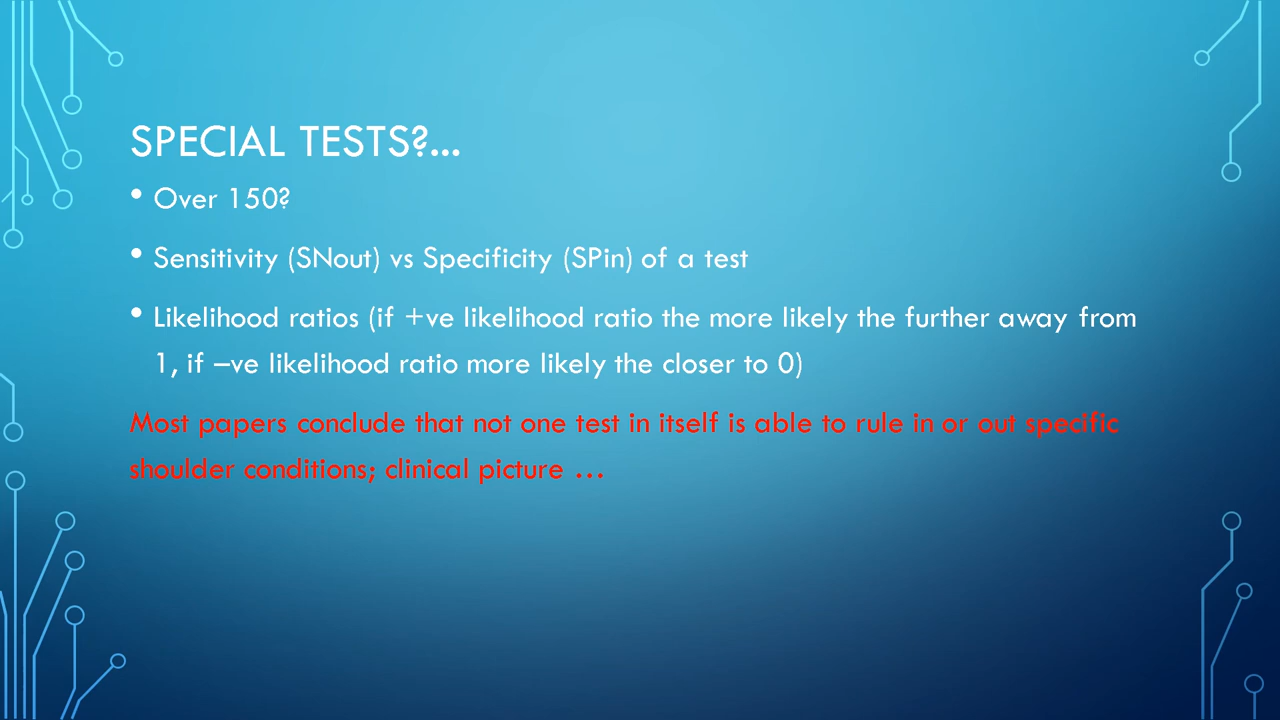 SPECIAL TESTS?...
• Over 150?
• Sensitivity (SNout) vs Specificity (SPin) of a test
• Likelihood ratios (if +ve likelihood ratio the more likely the further away from
1, if –ve likelihood ratio more likely the closer to 0)
Most papers conclude that not one test in itself is able to rule in or out specific
shoulder conditions; clinical picture …